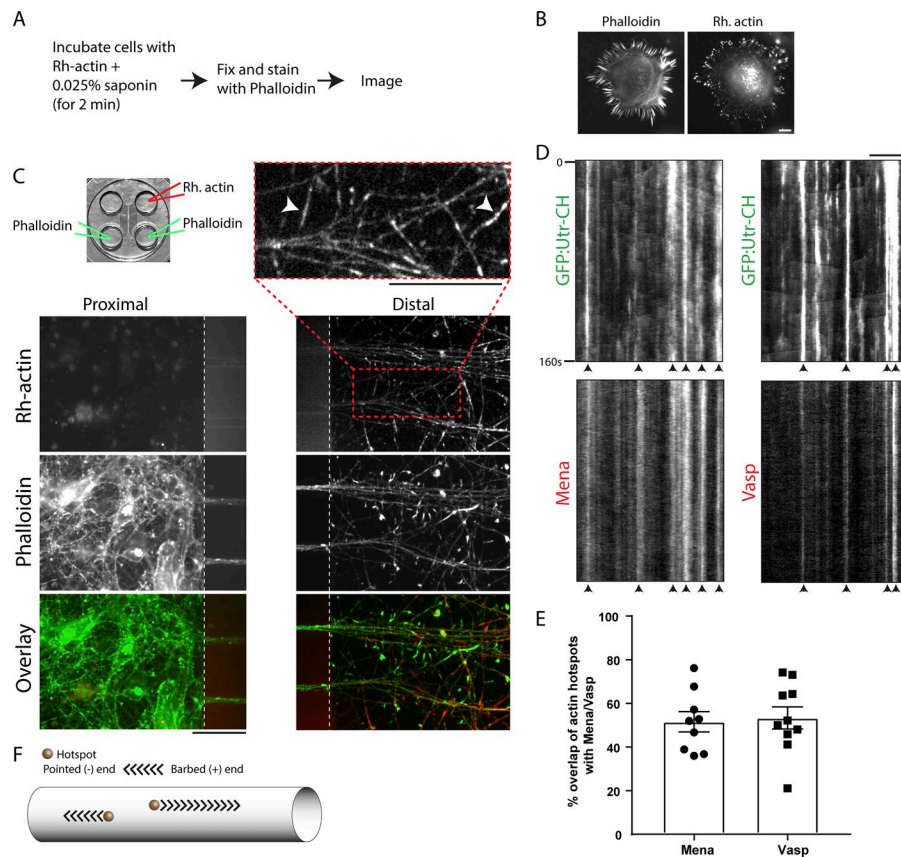 A
Incubate cells with
Rh-actin +
0.025% saponin
(for 2 min)
Fix and stain
with Phalloidin
Image
B
Phalloidin
Rh. actin
C
Rh. actin
Phalloidin
Phalloidin
Proximal
Distal
Rh-actin
Phalloidin
Overlay
D
0
GFP:Utr-CH
160s
GFP:Utr-CH
Mena
Vasp
E
% overlap of actin hotspots
with Mena/Vasp
100
80
60
40
20
0
Mena
Vasp
F
Hotspot
Pointed (-) end
Barbed (+) end